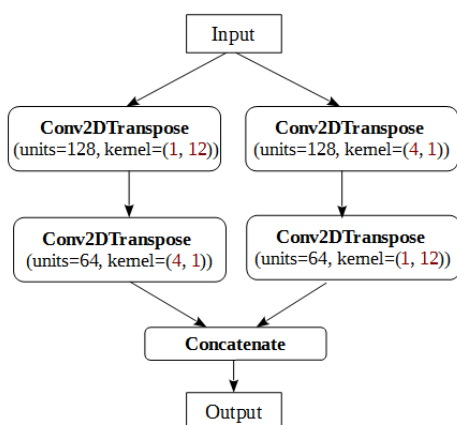 Input
Conv2DTranspose
(units=128, kernel=(1, 12))
Conv2DTranspose
(units=128, kernel=(4, 1))
Conv2DTranspose
(units=64, kernel=(4, 1))
Conv2DTranspose
(units=64, kernel=(1, 12))
Concatenate
Output